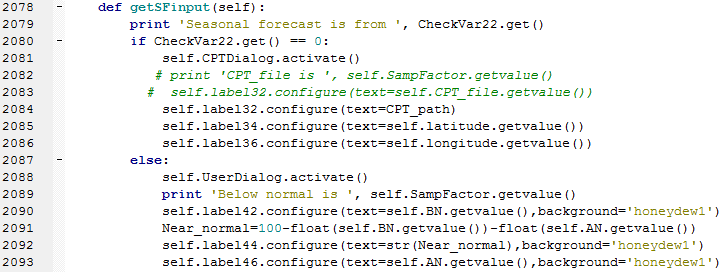 2078 - def getSFinput(self):
2079 print 'Seasonal forecast is from ', CheckVar22.get()
2080 - if CheckVar22.get() == 0:
2081 self.CPTDialog.activate()
2082 # print 'CPT_file is ', self.SampFactor.getvalue()
2083 # self.label32.configure(text=self.CPT_file.getvalue())
2084 self.label32.configure(text=CPT_path)
2085 self.label34.configure(text=self.latitude.getvalue())
2086 self.label36.configure(text=self.longitude.getvalue())
2087 - else:
2088 self.UserDialog.activate()
2089 print 'Below normal is ', self.SampFactor.getvalue()
2090 self.label42.configure(text=self.BN.getvalue(),background='honeydew1')
2091 Near_normal=100-float(self.BN.getvalue())-float(self.AN.getvalue())
2092 self.label44.configure(text=str(Near_normal),background='honeydew1')
2093 self.label46.configure(text=self.AN.getvalue(),background='honeydew1')